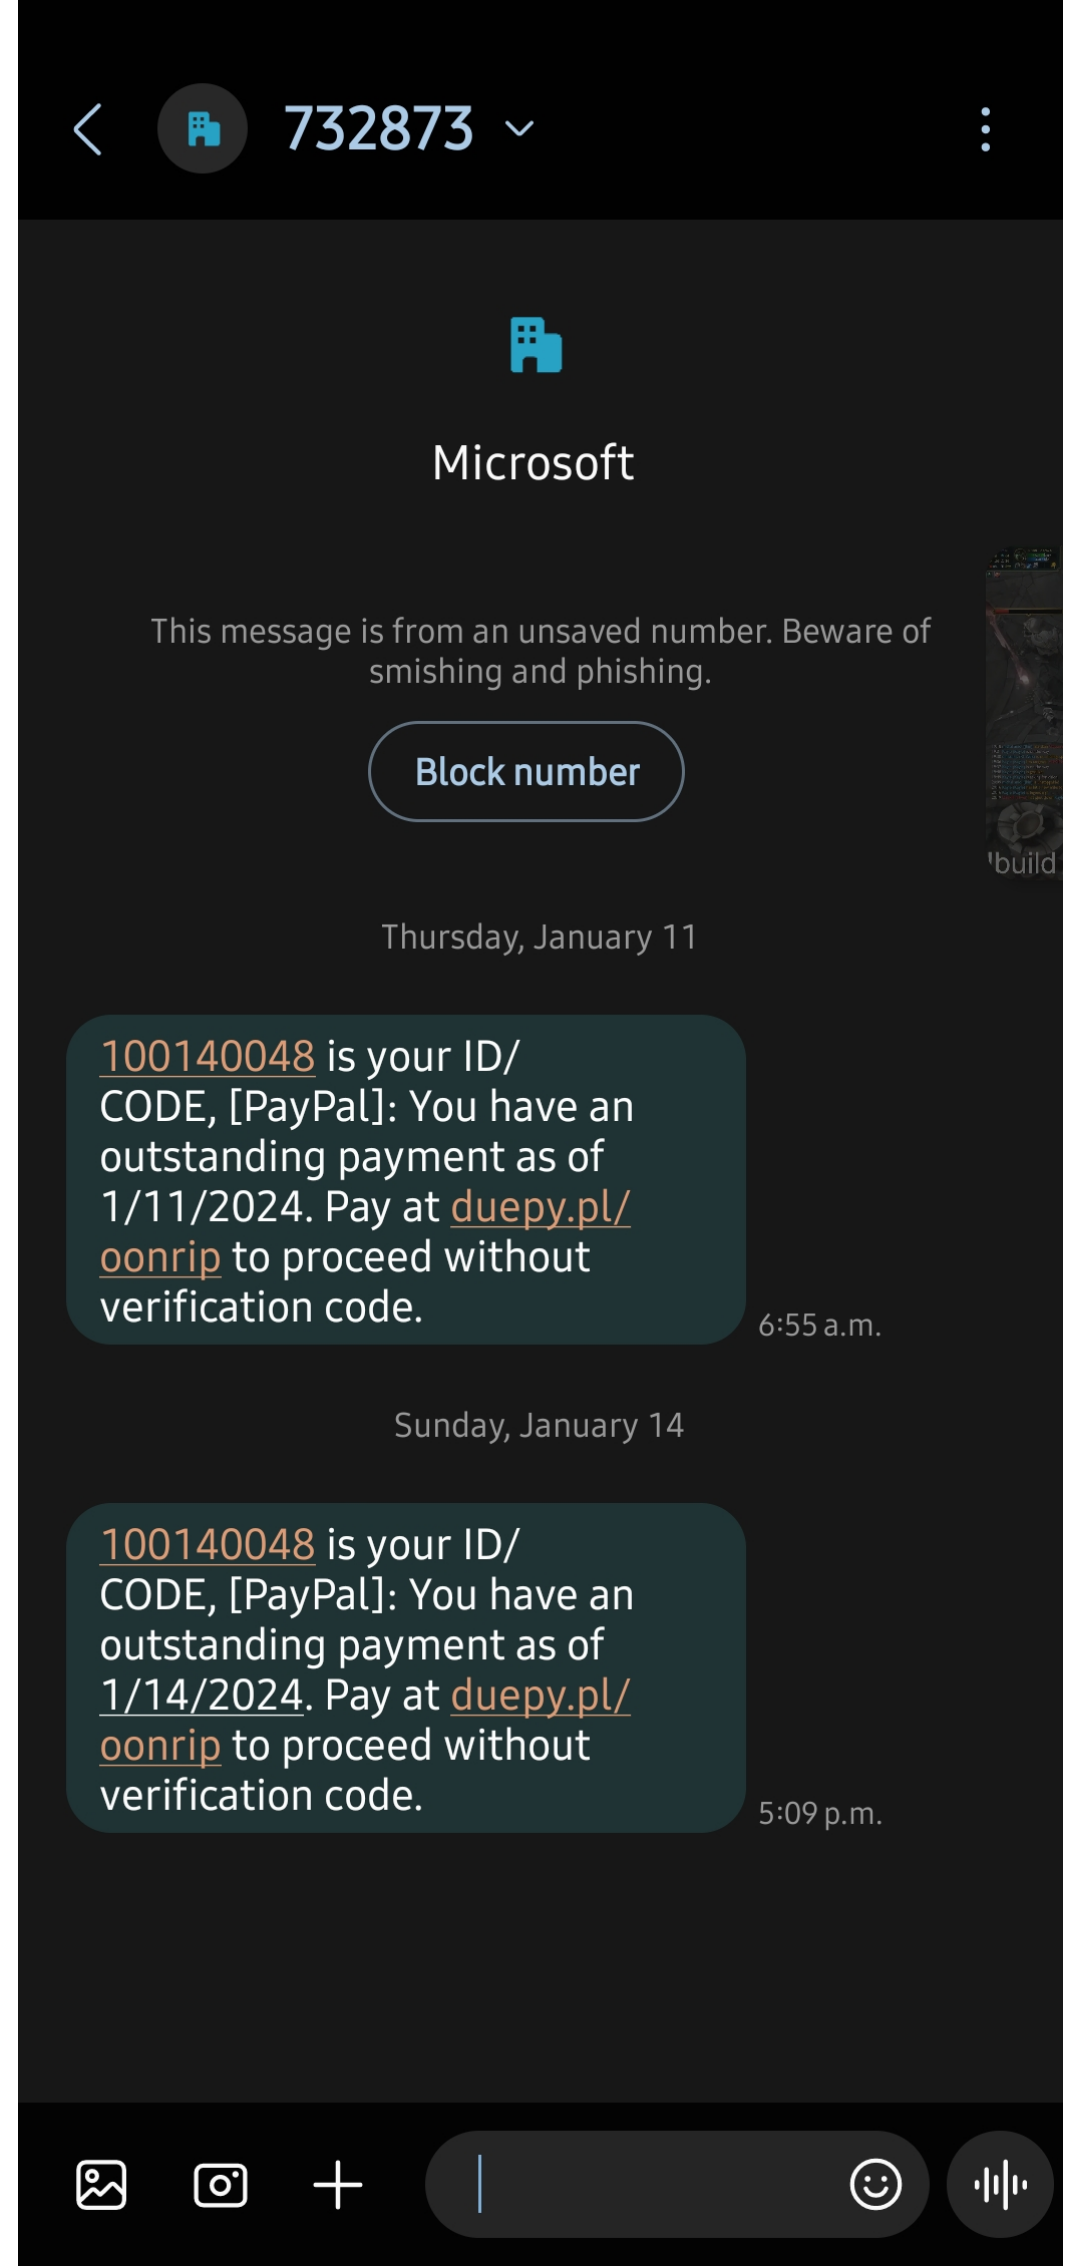 732873
Microsoft
This message is from an unsaved number. Beware of
smishing and phishing.
Block number
'build
Thursday, January 11
100140048 is your ID/
CODE, [PayPal]: You have an
outstanding payment as of
1/11/2024. Pay at duepy.pl/
oonrip to proceed without
verification code.
6:55 a.m.
Sunday, January 14
100140048 is your ID/
CODE, [PayPal]: You have an
outstanding payment as of
1/14/2024. Pay at duepy.pl/
oonrip to proceed without
verification code.
5:09 p.m.